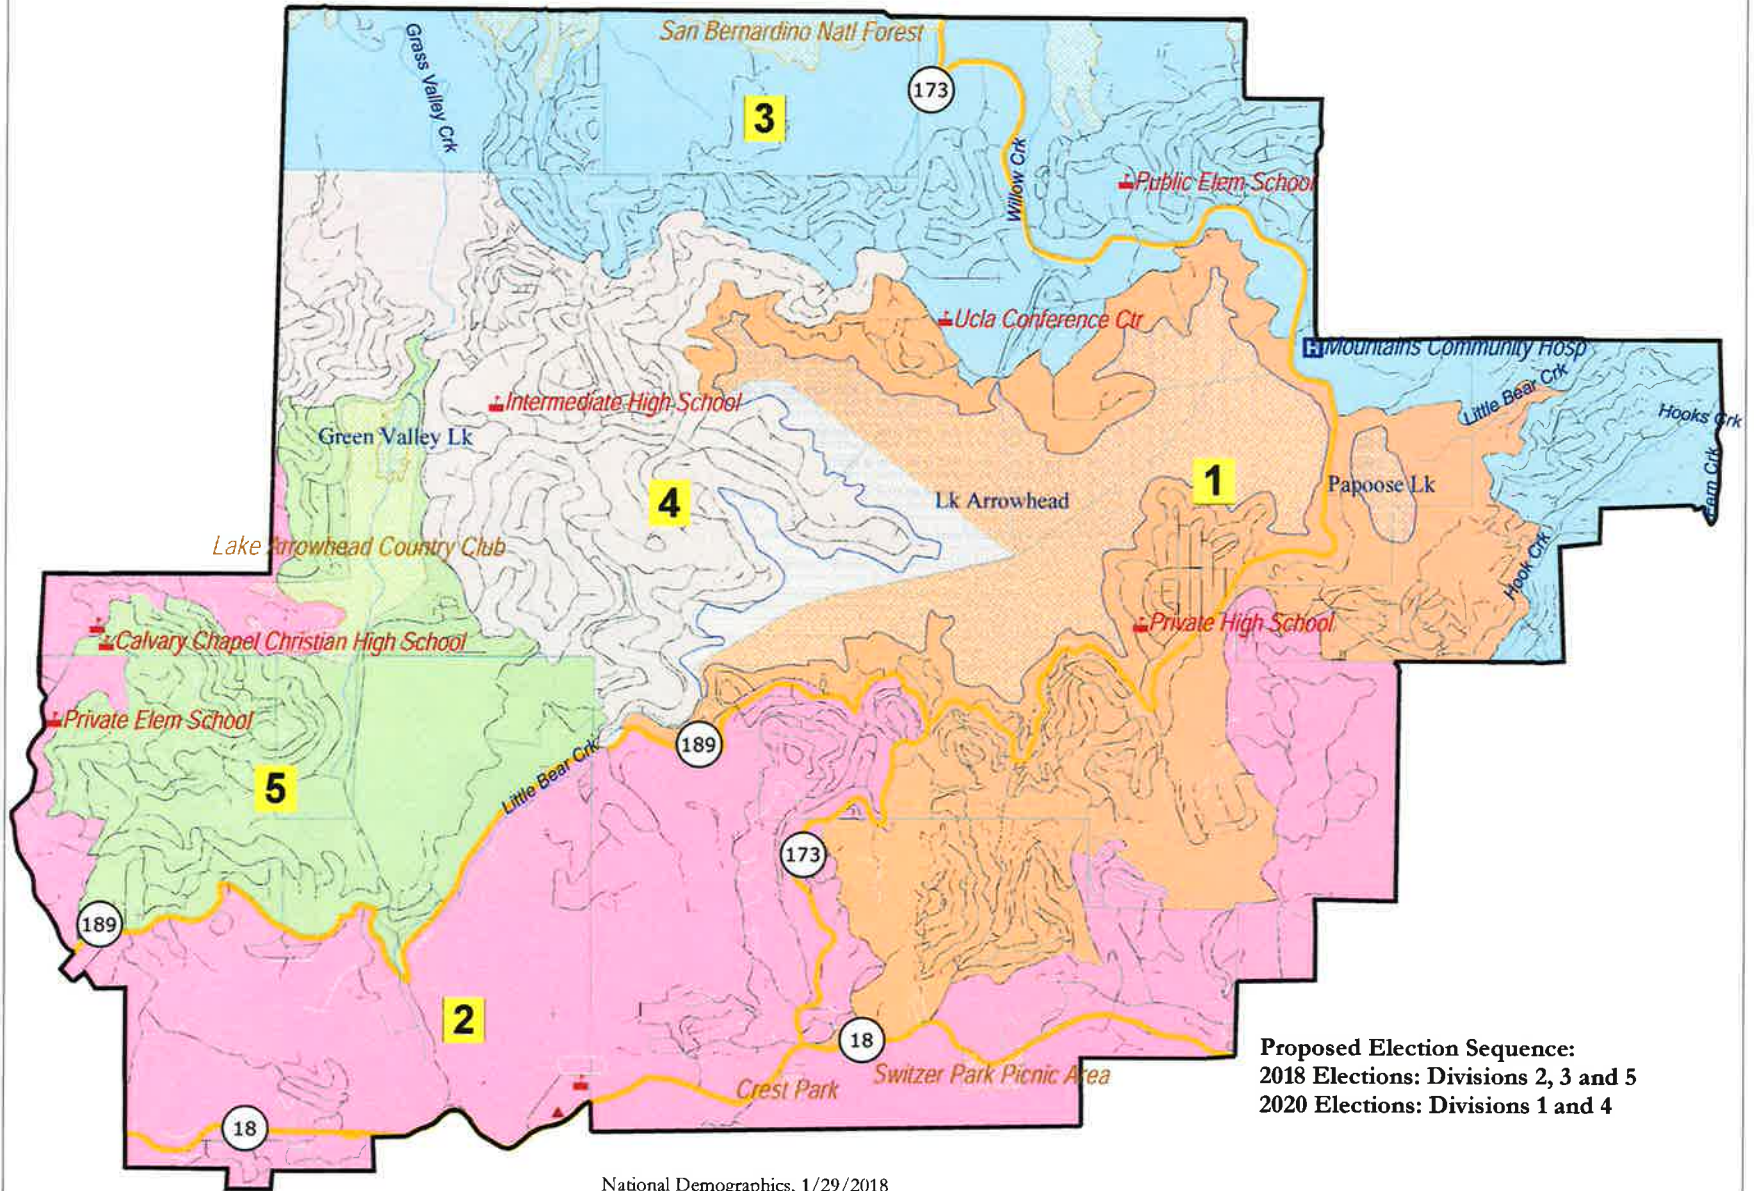 San Bernardino Natl Forest
Grass Valley Crk
173
3
Willow Crk
Public Elem School
Ucla Conference Ctr
Mountains Community Hosp
Little Bear Crk
Hooks Crk
Intermediate High School
Green Valley Lk
4
1
Lk Arrowhead
Papoose Lk
Lake Arrowhead Country Club
Hook Crk
Calvary Chapel Christian High School
Private High School
Private Elem School
189
Little Bear Crk
5
173
189
2
18
Switzer Park Picnic Area
Crest Park
18
Proposed Election Sequence:
2018 Elections: Divisions 2, 3 and 5
2020 Elections: Divisions 1 and 4
National Demographics, 1/29/2018